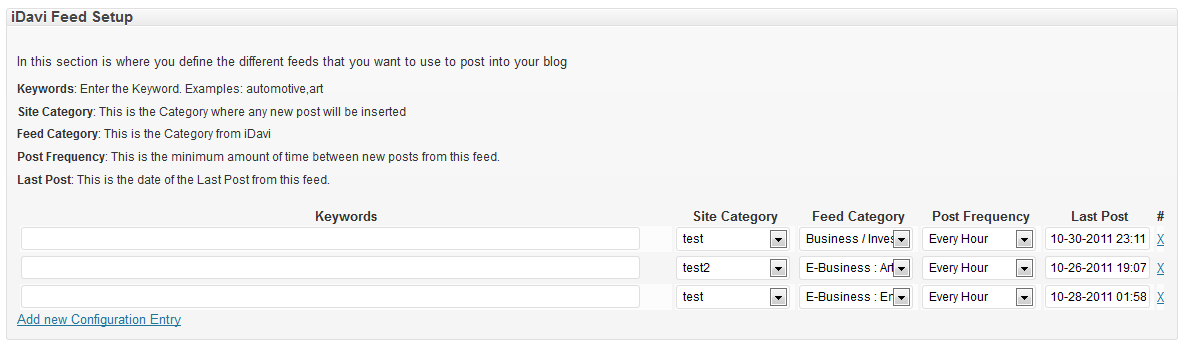 iDavi Feed Setup
In this section is where you define the different feeds that you want to use to post into your blog
Keywords: Enter the Keyword. Examples: automotive,art
Site Category: This is the Category where any new post will be inserted
Feed Category: This is the Category from iDavi
Post Frequency: This is the minimum amount of time between new posts from this feed.
Last Post: This is the date of the Last Post from this feed.
Keywords Site Category Feed Category Post Frequency Last Post #
test Business / Inves Every Hour 10-30-2011 23:11 X
test2 E-Business : Art Every Hour 10-26-2011 19:07 X
test E-Business : En Every Hour 10-28-2011 01:58 X
Add new Configuration Entry